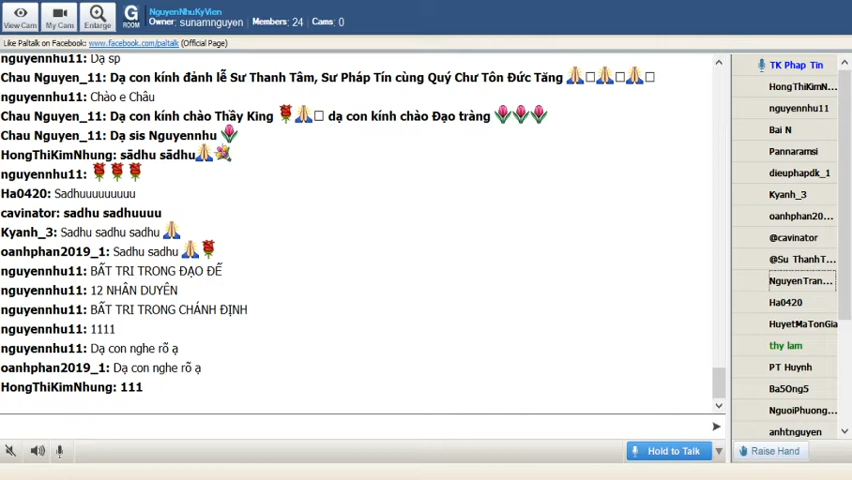 NguyenNhuKyVien
Owner: sunamnguyen Members: 24 Cams: 0
View Cam
My Cam
Enlarge
G
ROOM
Like Paltalk on Facebook: www.facebook.com/paltalk (Official Page)
nguyennhu11: Dạ sp
Chau Nguyen_11: Dạ con kính đảnh lễ Sư Thanh Tâm, Sư Pháp Tín cùng Quý Chư Tôn Đức Tăng
nguyennhu11: Chào e Châu
Chau Nguyen_11: Dạ con kính chào Thầy King dạ con kính chào Đạo tràng
Chau Nguyen_11: Dạ sis Nguyennhu
HongThiKimNhung: sādhu sādhu
nguyennhu11:
Ha0420: Sadhuuuuuuuuu
cavinator: sadhu sadhuuuu
Kyanh_3: Sadhu sadhu sadhu
oanhphan2019_1: Sadhu sadhu
nguyennhu11: BẤT TRI TRONG ĐẠO ĐẾ
nguyennhu11: 12 NHÂN DUYÊN
nguyennhu11: BẤT TRI TRONG CHÁNH ĐỊNH
nguyennhu11: 1111
nguyennhu11: Dạ con nghe rõ ạ
oanhphan2019_1: Dạ con nghe rõ ạ
HongThiKimNhung: 111
TK Phap Tin
HongThiKimN...
nguyennhu11
Bai N
Pannaramsi
dieuphapdk_1
Kyanh_3
oanhphan20...
@cavinator
@Su ThanhT...
NguyenTran...
Ha0420
HuyetMaTonGia
thy lam
PT Huynh
Ba5Ong5
NguoiPhuong...
anhtnguyen
Hold to Talk
Raise Hand